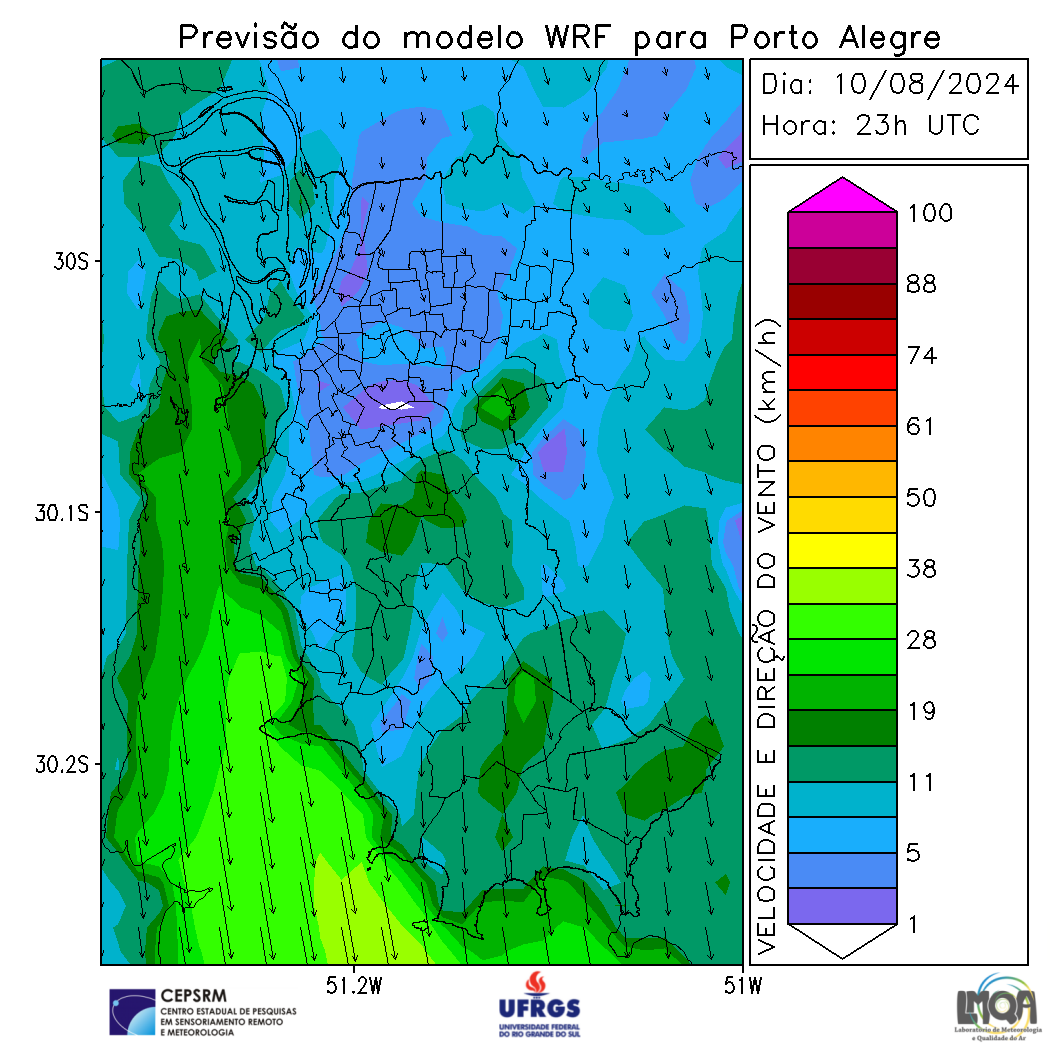 Previsão do modelo WRF para Porto Alegre
Dia: 10/08/2024
Hora: 23h UTC
30S
30.1S
30.2S
51.2W
51W
VELOCIDADE E DIREÇÃO DO VENTO (km/h)
100
88
74
61
50
38
28
19
11
5
1
CEPSRM
CENTRO ESTADUAL DE PESQUISAS
EM SENSORIAMENTO REMOTO
E METEOROLOGIA
UFRGS
UNIVERSIDADE FEDERAL
DO RIO GRANDE DO SUL
LMQA
Laboratório de Meteorologia
e Qualidade do Ar